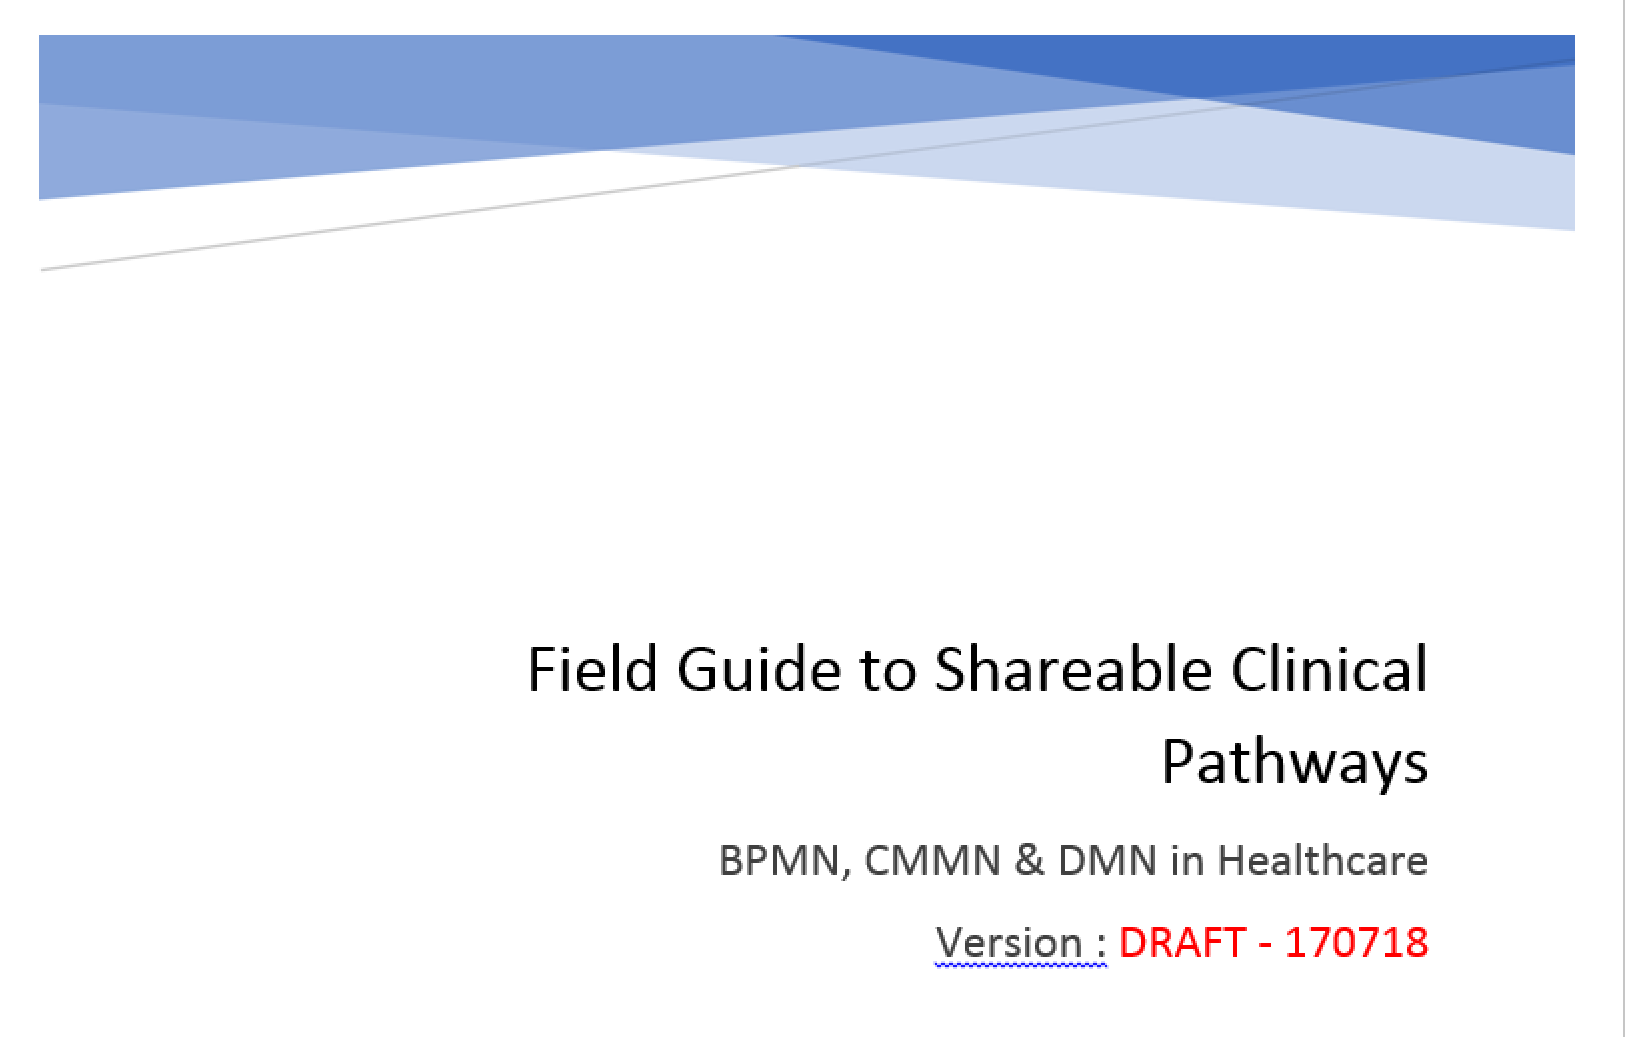 Field Guide to Shareable Clinical
Pathways
BPMN, CMMN & DMN in Healthcare
Version : DRAFT - 170718